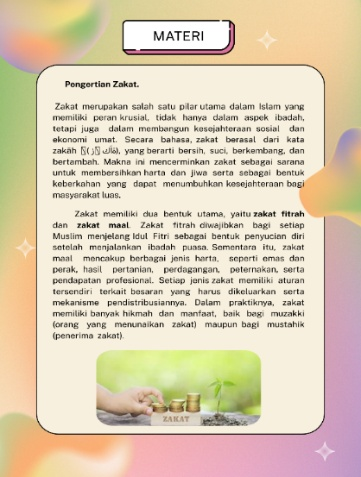 MATERI
Pengertian Zakat.
Zakat merupakan salah satu pilar utama dalam Islam yang
memiliki peran krusial, tidak hanya dalam aspek ibadah,
tetapi juga dalam membangun kesejahteraan sosial dan
ekonomi umat. Secara bahasa, zakat berasal dari kata
zakāh yang berarti bersih, suci, berkembang, dan
bertambah. Makna ini mencerminkan zakat sebagai sarana
untuk membersihkan harta dan jiwa serta sebagai bentuk
keberkahan yang dapat menumbuhkan kesejahteraan bagi
masyarakat luas.
Zakat memiliki dua bentuk utama, yaitu zakat fitrah
dan zakat maal. Zakat fitrah diwajibkan bagi setiap
Muslim menjelang Idul Fitri sebagai bentuk penyucian diri
setelah menjalankan ibadah puasa. Sementara itu, zakat
maal mencakup berbagai jenis harta, seperti emas dan
perak, hasil pertanian, perdagangan, peternakan, serta
pendapatan profesional. Setiap jenis zakat memiliki aturan
tersendiri terkait besaran yang harus dikeluarkan serta
mekanisme pendistribusiannya. Dalam praktiknya, zakat
memiliki banyak hikmah dan manfaat, baik bagi muzakki
(orang yang menunaikan zakat) maupun bagi mustahik
(penerima zakat).
ZAKAT